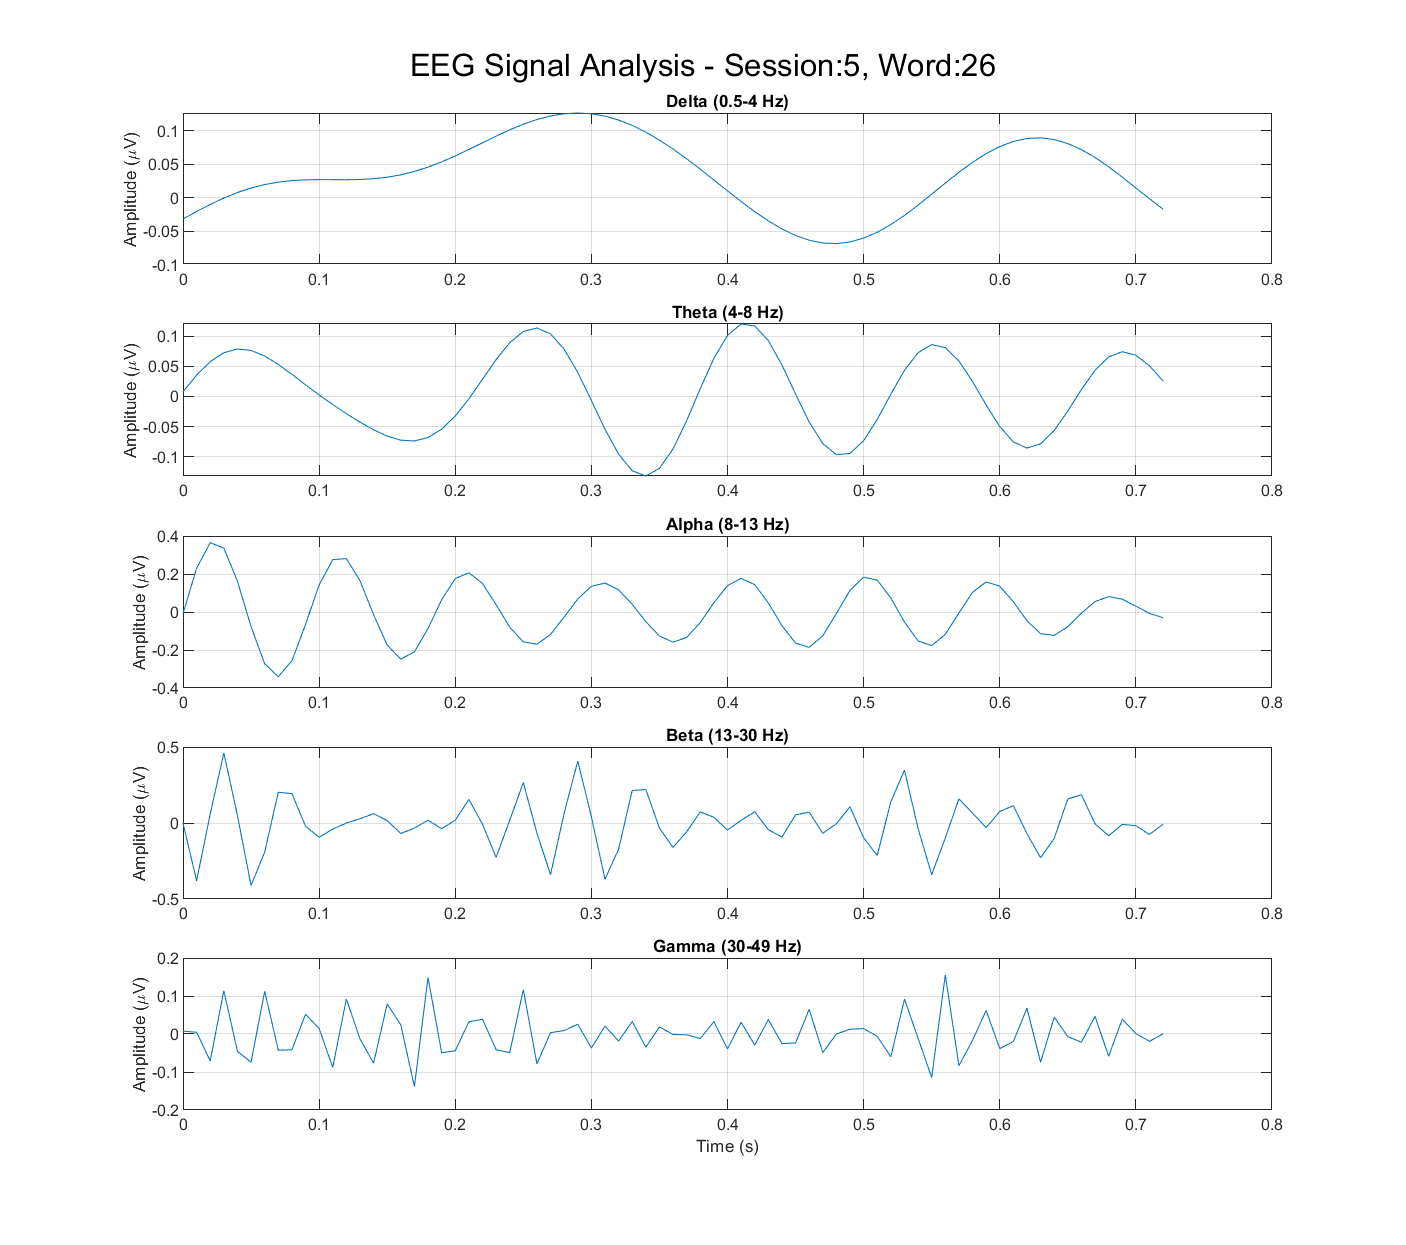 EEG Signal Analysis - Session:5, Word:26
Delta (0.5-4 Hz)
Amplitude (μV)
0.1
0.05
0
-0.05
-0.1
0 0.1 0.2 0.3 0.4 0.5 0.6 0.7 0.8
Theta (4-8 Hz)
Amplitude (μV)
0.1
0.05
0
-0.05
-0.1
0 0.1 0.2 0.3 0.4 0.5 0.6 0.7 0.8
Alpha (8-13 Hz)
Amplitude (μV)
0.4
0.2
0
-0.2
-0.4
0 0.1 0.2 0.3 0.4 0.5 0.6 0.7 0.8
Beta (13-30 Hz)
Amplitude (μV)
0.5
0
-0.5
0 0.1 0.2 0.3 0.4 0.5 0.6 0.7 0.8
Gamma (30-49 Hz)
Amplitude (μV)
0.2
0.1
0
-0.1
-0.2
0 0.1 0.2 0.3 0.4 0.5 0.6 0.7 0.8
Time (s)